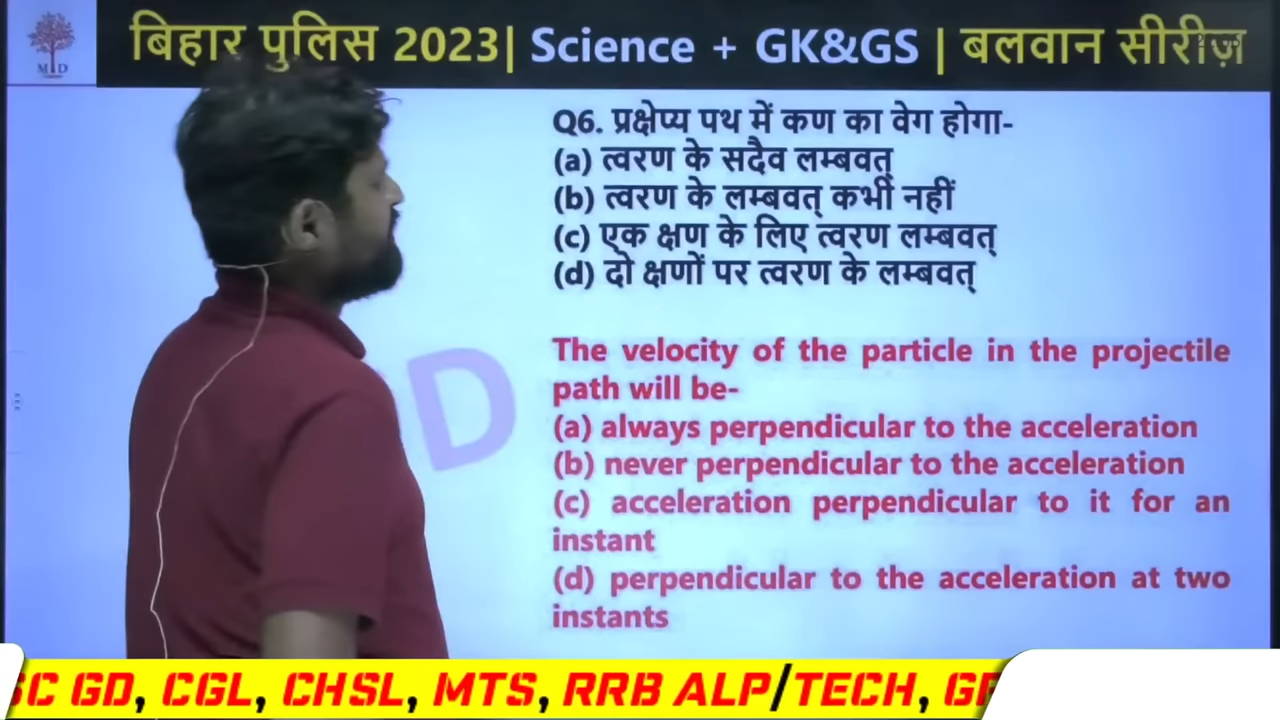 बिहार पुलिस 2023| Science + GK&GS | बलवान सीरीज़
MD
Q6. प्रक्षेप्य पथ में कण का वेग होगा-
(a) त्वरण के सदैव लम्बवत्
(b) त्वरण के लम्बवत् कभी नहीं
(c) एक क्षण के लिए त्वरण लम्बवत्
(d) दो क्षणों पर त्वरण के लम्बवत्
The velocity of the particle in the projectile
path will be-
(a) always perpendicular to the acceleration
(b) never perpendicular to the acceleration
(c) acceleration perpendicular to it for an
instant
(d) perpendicular to the acceleration at two
instants
D
SC GD, CGL, CHSL, MTS, RRB ALP/TECH,